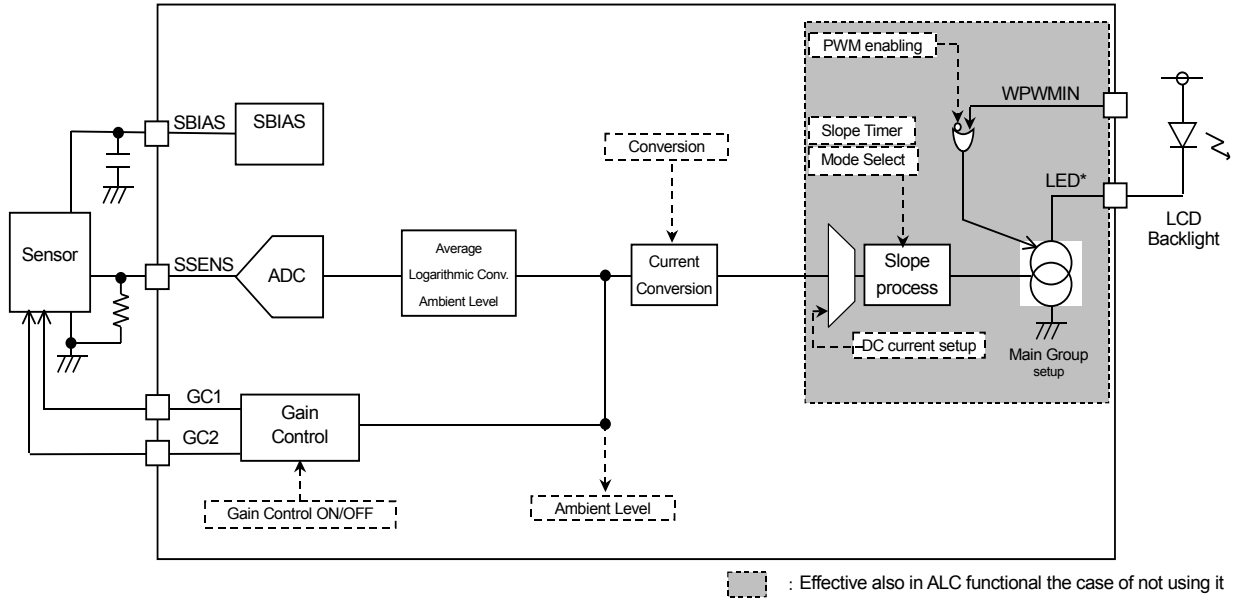 PWM enabling
WPWMIN
SBIAS
SBIAS
Slope Timer
Mode Select
Conversion
LED*
LCD
Backlight
Sensor
SSENS
ADC
Average
Logarithmic Conv.
Ambient Level
Current
Conversion
Slope
process
DC current setup
Main Group
setup
GC1
GC2
Gain
Control
Gain Control ON/OFF
Ambient Level
: Effective also in ALC functional the case of not using it